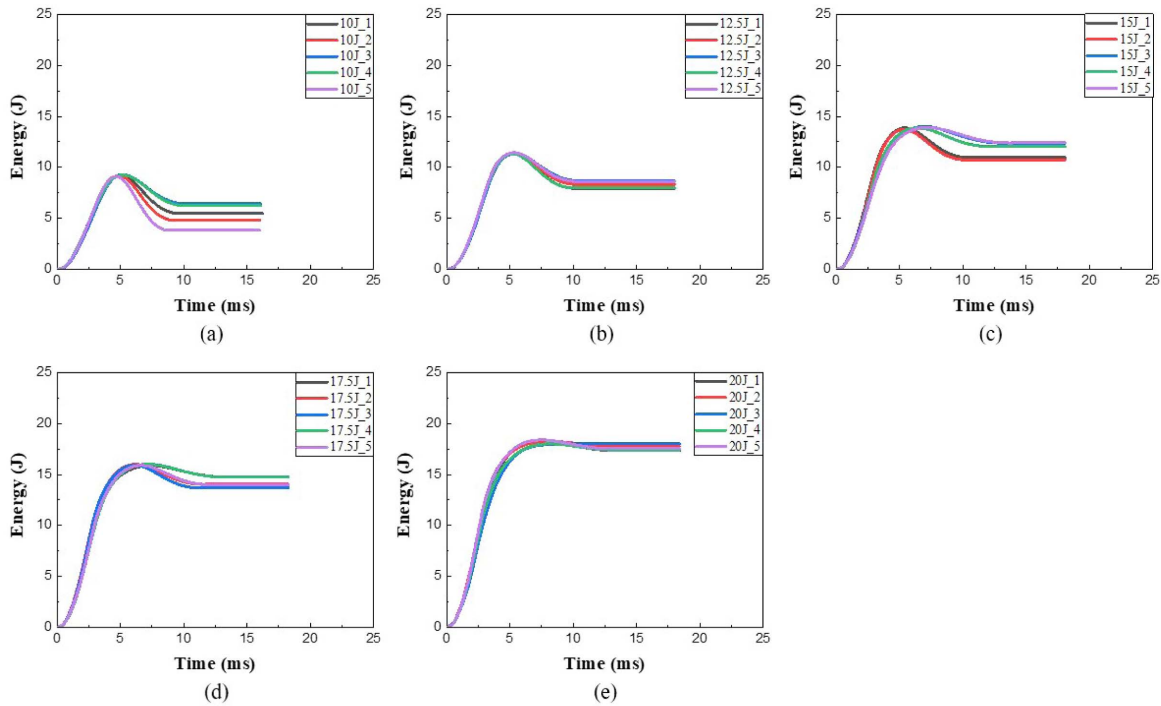 25
20
15
10
5
0
Energy (J)
10J_1
10J_2
10J_3
10J_4
10J_5
0 5 10 15 20 25
Time (ms)
(a)
25
20
15
10
5
0
Energy (J)
12.5J_1
12.5J_2
12.5J_3
12.5J_4
12.5J_5
0 5 10 15 20 25
Time (ms)
(b)
25
20
15
10
5
0
Energy (J)
15J_1
15J_2
15J_3
15J_4
15J_5
0 5 10 15 20 25
Time (ms)
(c)
25
20
15
10
5
0
Energy (J)
17.5J_1
17.5J_2
17.5J_3
17.5J_4
17.5J_5
0 5 10 15 20 25
Time (ms)
(d)
25
20
15
10
5
0
Energy (J)
20J_1
20J_2
20J_3
20J_4
20J_5
0 5 10 15 20 25
Time (ms)
(e)